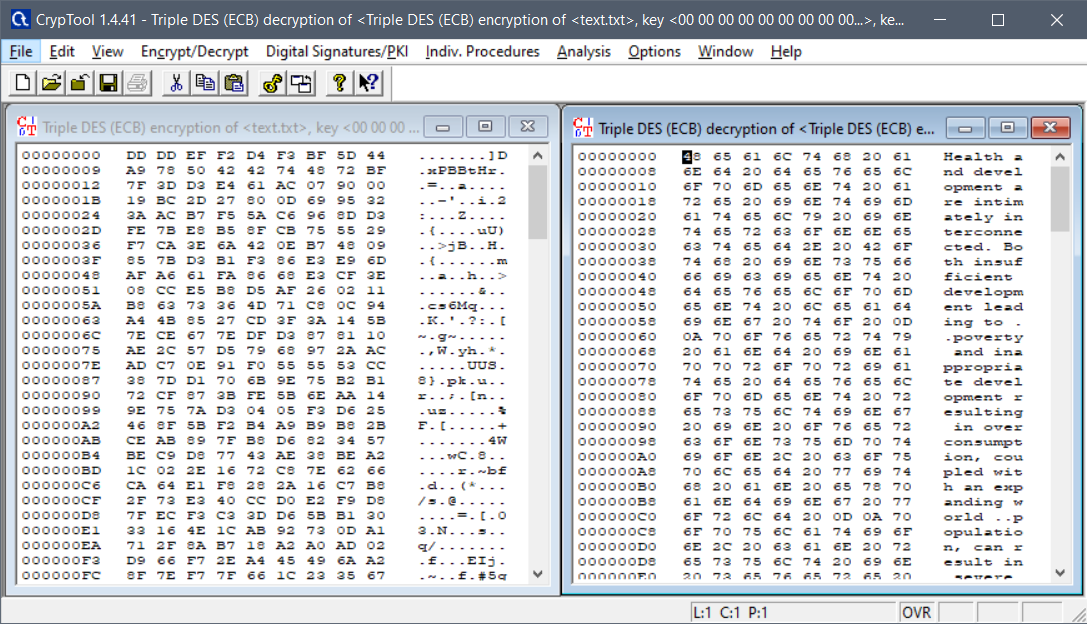 CrypTool 1.4.41 - Triple DES (ECB) decryption of <Triple DES (ECB) encryption of <text.txt>, key <00 00 00 00 00 00 00 00 00...>, ke...
File Edit View Encrypt/Decrypt Digital Signatures/PKI Indiv. Procedures Analysis Options Window Help
Triple DES (ECB) encryption of <text.txt>, key <00 00 00 ...
00000000 DD DD EF F2 D4 F3 BF 5D 44 .......]D
00000009 A9 78 50 42 42 74 48 72 BF .xPBBtHr.
00000012 7F 3D D3 E4 61 AC 07 90 00 .=..a....
0000001B 19 BC 2D 27 80 0D 69 95 32 ..-'..i.2
00000024 3A AC B7 F5 5A C6 96 8D D3 :...Z....
0000002D FE 7B E8 B5 8F CB 75 55 29 .{....uU)
00000036 F7 CA 3E 6A 42 0E B7 48 09 ..>jB..H.
0000003F 85 7B D3 B1 F3 86 E3 E9 6D .{......m
00000048 AF A6 61 FA 86 68 E3 CF 3E ..a..h..>
00000051 08 CC E5 B8 D5 AF 26 02 11 ......&..
0000005A B8 63 73 36 4D 71 C8 0C 94 .cs6Mq...
00000063 A4 4B 85 27 CD 3F 3A 14 5B .K.'.?:.[
0000006C 7E CE 67 7E DF D3 87 81 10 ~.g~.....
00000075 AE 2C 57 D5 79 68 97 2A AC .,W.yh.*.
0000007E AD C7 0E 91 F0 55 55 53 CC .....UUS.
00000087 38 7D D1 70 6B 9E 75 B2 B1 8}.pk.u..
00000090 72 CF 87 3B FE 5B 6E AA 14 r..;.[n..
00000099 9E 75 7A D3 04 05 F3 D6 25 .uz.....%
000000A2 46 8F 5B F2 B4 A9 B9 B8 2B F.[.....+
000000AB CE AB 89 7F B8 D6 82 34 57 .......4W
000000B4 BE C9 D8 77 43 AE 38 BE A2 ...wC.8..
000000BD 1C 02 2E 16 72 C8 7E 62 66 ....r.~bf
000000C6 CA 64 E1 F8 28 2A 16 C7 B8 .d..(*...
000000CF 2F 73 E3 40 CC D0 E2 F9 D8 /s.@.....
000000D8 7F EC F3 C3 3D D6 5B B1 30 ....=.[.0
000000E1 33 16 4E 1C AB 92 73 0D A1 3.N...s..
000000EA 71 2F 8A B7 18 A2 A0 AD 02 q/.......
000000F3 D9 66 F7 2E A4 45 49 6A A2 .f...EIj.
000000FC 8F 7E F7 7F 66 1C 23 35 67 .~..f.#5g
Triple DES (ECB) decryption of <Triple DES (ECB) e...
00000000 48 65 61 6C 74 68 20 61 Health a
00000008 6E 64 20 64 65 76 65 6C nd devel
00000010 6F 70 6D 65 6E 74 20 61 opment a
00000018 72 65 20 69 6E 74 69 6D re intim
00000020 61 74 65 6C 79 20 69 6E ately in
00000028 74 65 72 63 6F 6E 6E 65 terconne
00000030 63 74 65 64 2E 20 42 6F cted. Bo
00000038 74 68 20 69 6E 73 75 66 th insuf
00000040 66 69 63 69 65 6E 74 20 ficient 
00000048 64 65 76 65 6C 6F 70 6D developm
00000050 65 6E 74 20 6C 65 61 64 ent lead
00000058 69 6E 67 20 74 6F 20 0D ing to .
00000060 0A 70 6F 76 65 72 74 79 .poverty
00000068 20 61 6E 64 20 69 6E 61  and ina
00000070 70 70 72 6F 70 72 69 61 ppropria
00000078 74 65 20 64 65 76 65 6C te devel
00000080 6F 70 6D 65 6E 74 20 72 opment r
00000088 65 73 75 6C 74 69 6E 67 esulting
00000090 20 69 6E 20 6F 76 65 72  in over
00000098 63 6F 6E 73 75 6D 70 74 consumpt
000000A0 69 6F 6E 2C 20 63 6F 75 ion, cou
000000A8 70 6C 65 64 20 77 69 74 pled wit
000000B0 68 20 61 6E 20 65 78 70 h an exp
000000B8 61 6E 64 69 6E 67 20 77 anding w
000000C0 6F 72 6C 64 20 0D 0A 70 orld ..p
000000C8 6F 70 75 6C 61 74 69 6F opulatio
000000D0 6E 2C 20 63 61 6E 20 72 n, can r
000000D8 65 73 75 6C 74 20 69 6E esult in
000000E0 20 73 65 76 65 72 65 20  severe 
L:1 C:1 P:1 OVR